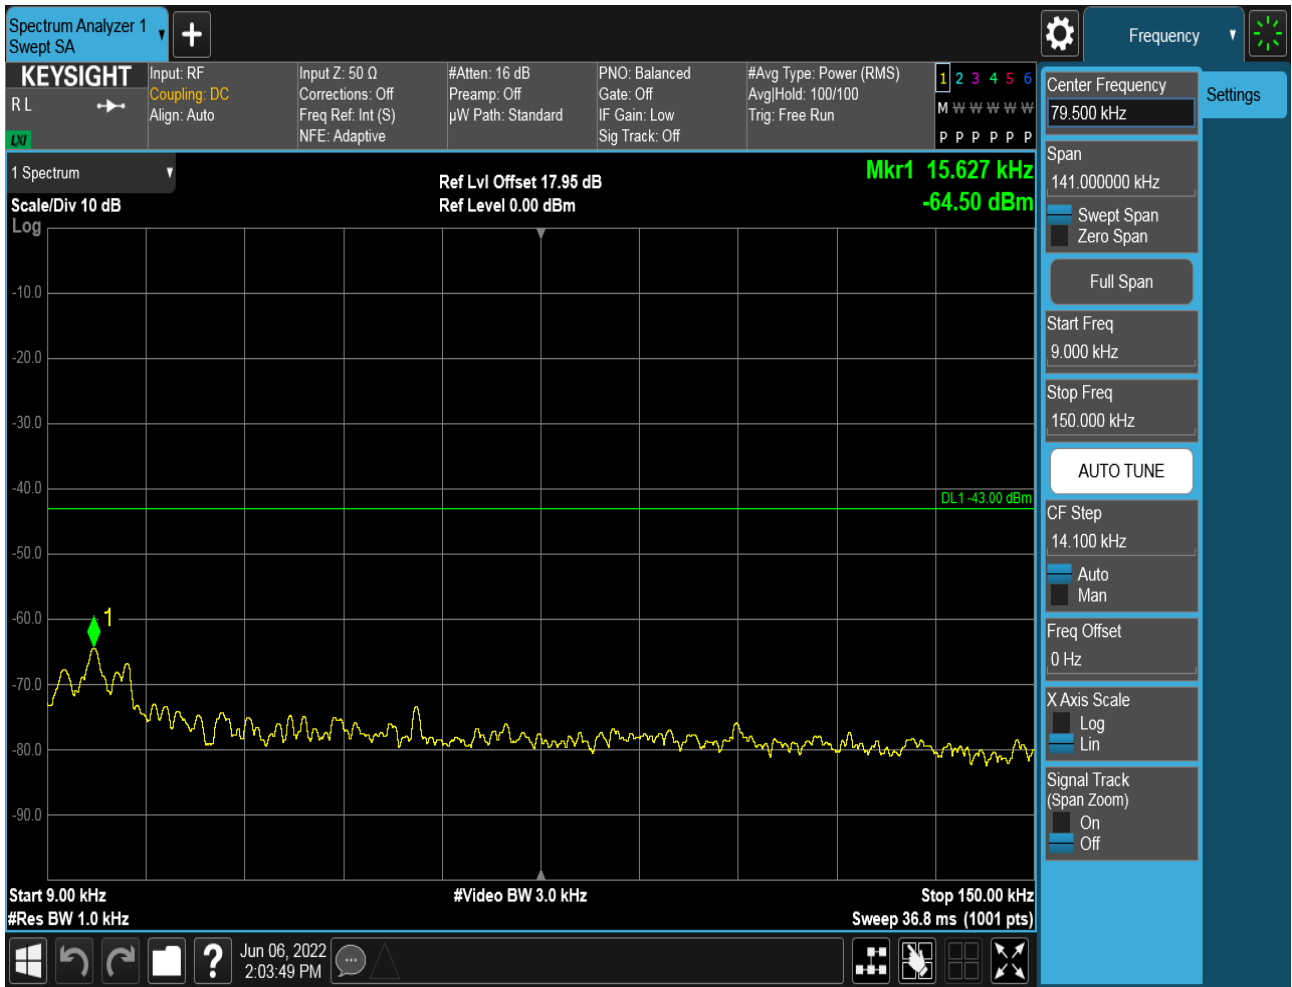 Spectrum Analyzer 1
Swept SA
Frequency
KEYSIGHT
R L
LXI
Input: RF
Coupling: DC
Align: Auto
Input Z: 50 Ω
Corrections: Off
Freq Ref: Int (S)
NFE: Adaptive
#Atten: 16 dB
Preamp: Off
µW Path: Standard
PNO: Balanced
Gate: Off
IF Gain: Low
Sig Track: Off
#Avg Type: Power (RMS)
Avg|Hold: 100/100
Trig: Free Run
1 2 3 4 5 6
M W W W W W
P P P P P P
1 Spectrum
Scale/Div 10 dB
Log
Ref Lvl Offset 17.95 dB
Ref Level 0.00 dBm
Mkr1 15.627 kHz
-64.50 dBm
-10.0
-20.0
-30.0
-40.0
DL1 -43.00 dBm
-50.0
-60.0
1
-70.0
-80.0
-90.0
Start 9.00 kHz
#Res BW 1.0 kHz
#Video BW 3.0 kHz
Stop 150.00 kHz
Sweep 36.8 ms (1001 pts)
Center Frequency
79.500 kHz
Settings
Span
141.000000 kHz
Swept Span
Zero Span
Full Span
Start Freq
9.000 kHz
Stop Freq
150.000 kHz
AUTO TUNE
CF Step
14.100 kHz
Auto
Man
Freq Offset
0 Hz
X Axis Scale
Log
Lin
Signal Track
(Span Zoom)
On
Off
?
Jun 06, 2022
2:03:49 PM